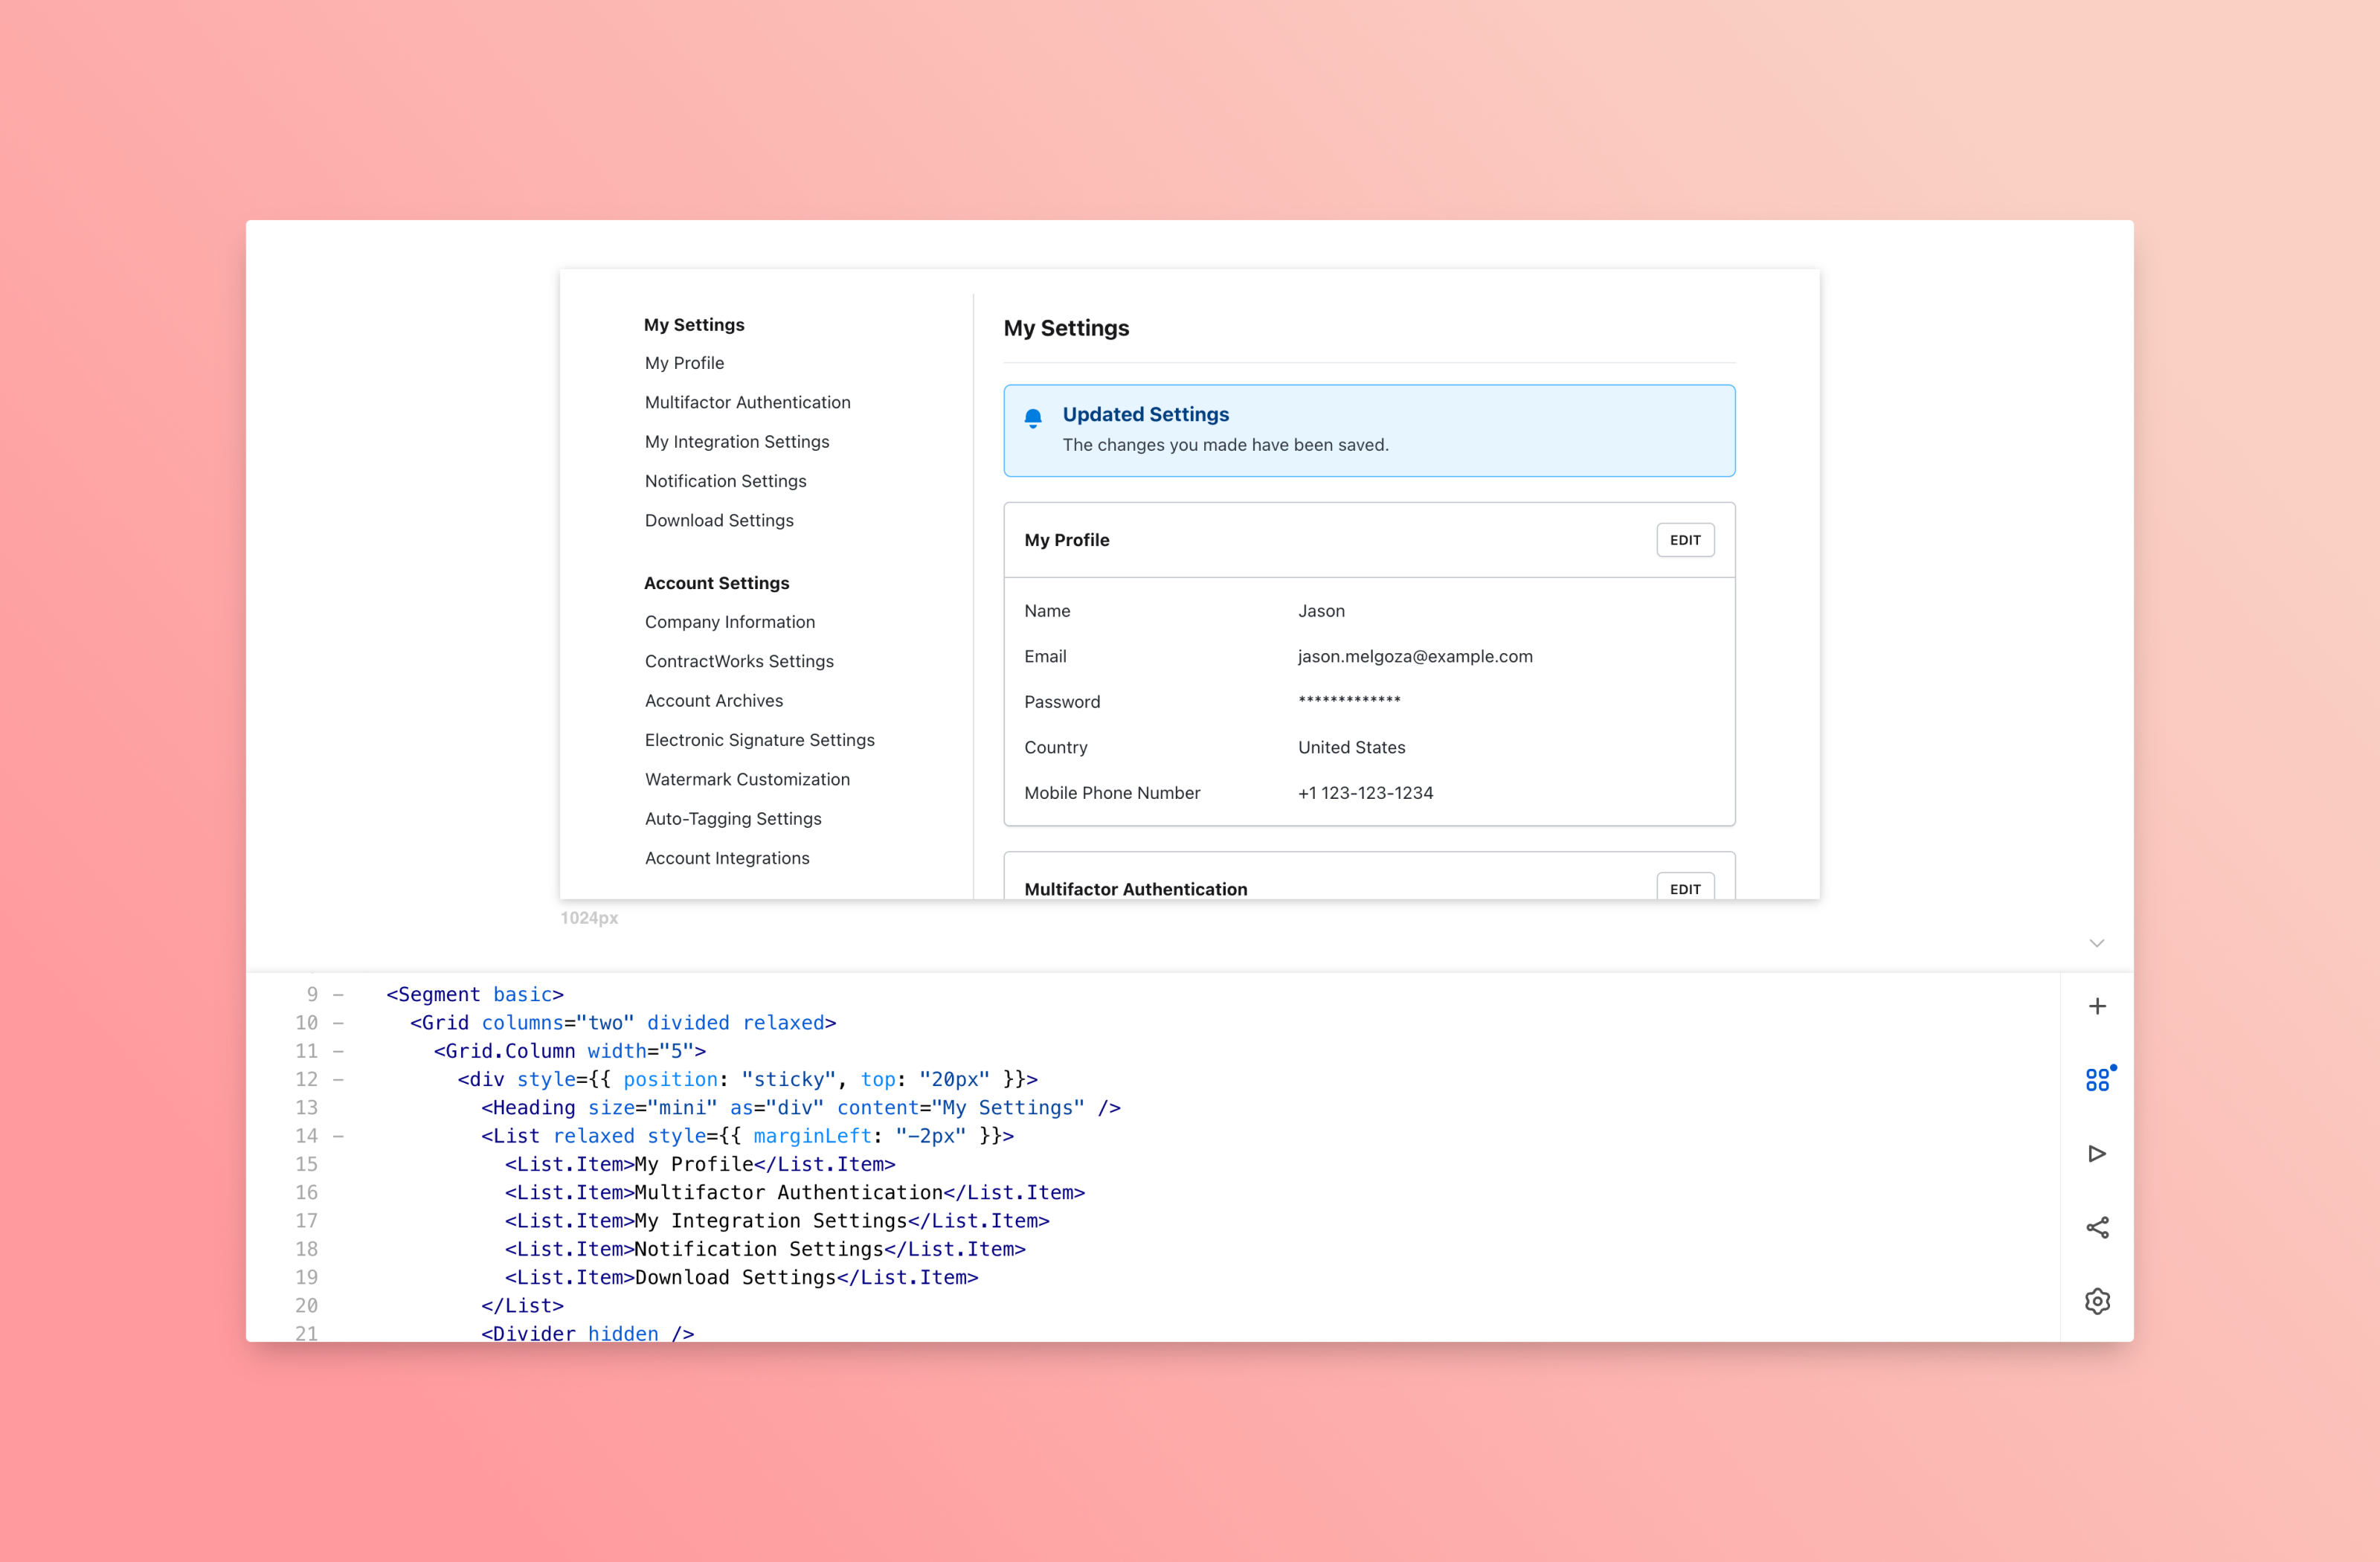 My Settings
My Profile
Multifactor Authentication
My Integration Settings
Notification Settings
Download Settings
Account Settings
Company Information
ContractWorks Settings
Account Archives
Electronic Signature Settings
Watermark Customization
Auto-Tagging Settings
Account Integrations
My Settings
Updated Settings
The changes you made have been saved.
My Profile EDIT
Name Jason
Email jason.melgoza@example.com
Password *************
Country United States
Mobile Phone Number +1 123-123-1234
Multifactor Authentication EDIT
1024px
9 – <Segment basic>
10 – <Grid columns="two" divided relaxed>
11 – <Grid.Column width="5">
12 – <div style={{ position: "sticky", top: "20px" }}>
13 <Heading size="mini" as="div" content="My Settings" />
14 – <List relaxed style={{ marginLeft: "-2px" }}>
15 <List.Item>My Profile</List.Item>
16 <List.Item>Multifactor Authentication</List.Item>
17 <List.Item>My Integration Settings</List.Item>
18 <List.Item>Notification Settings</List.Item>
19 <List.Item>Download Settings</List.Item>
20 </List>
21 <Divider hidden />